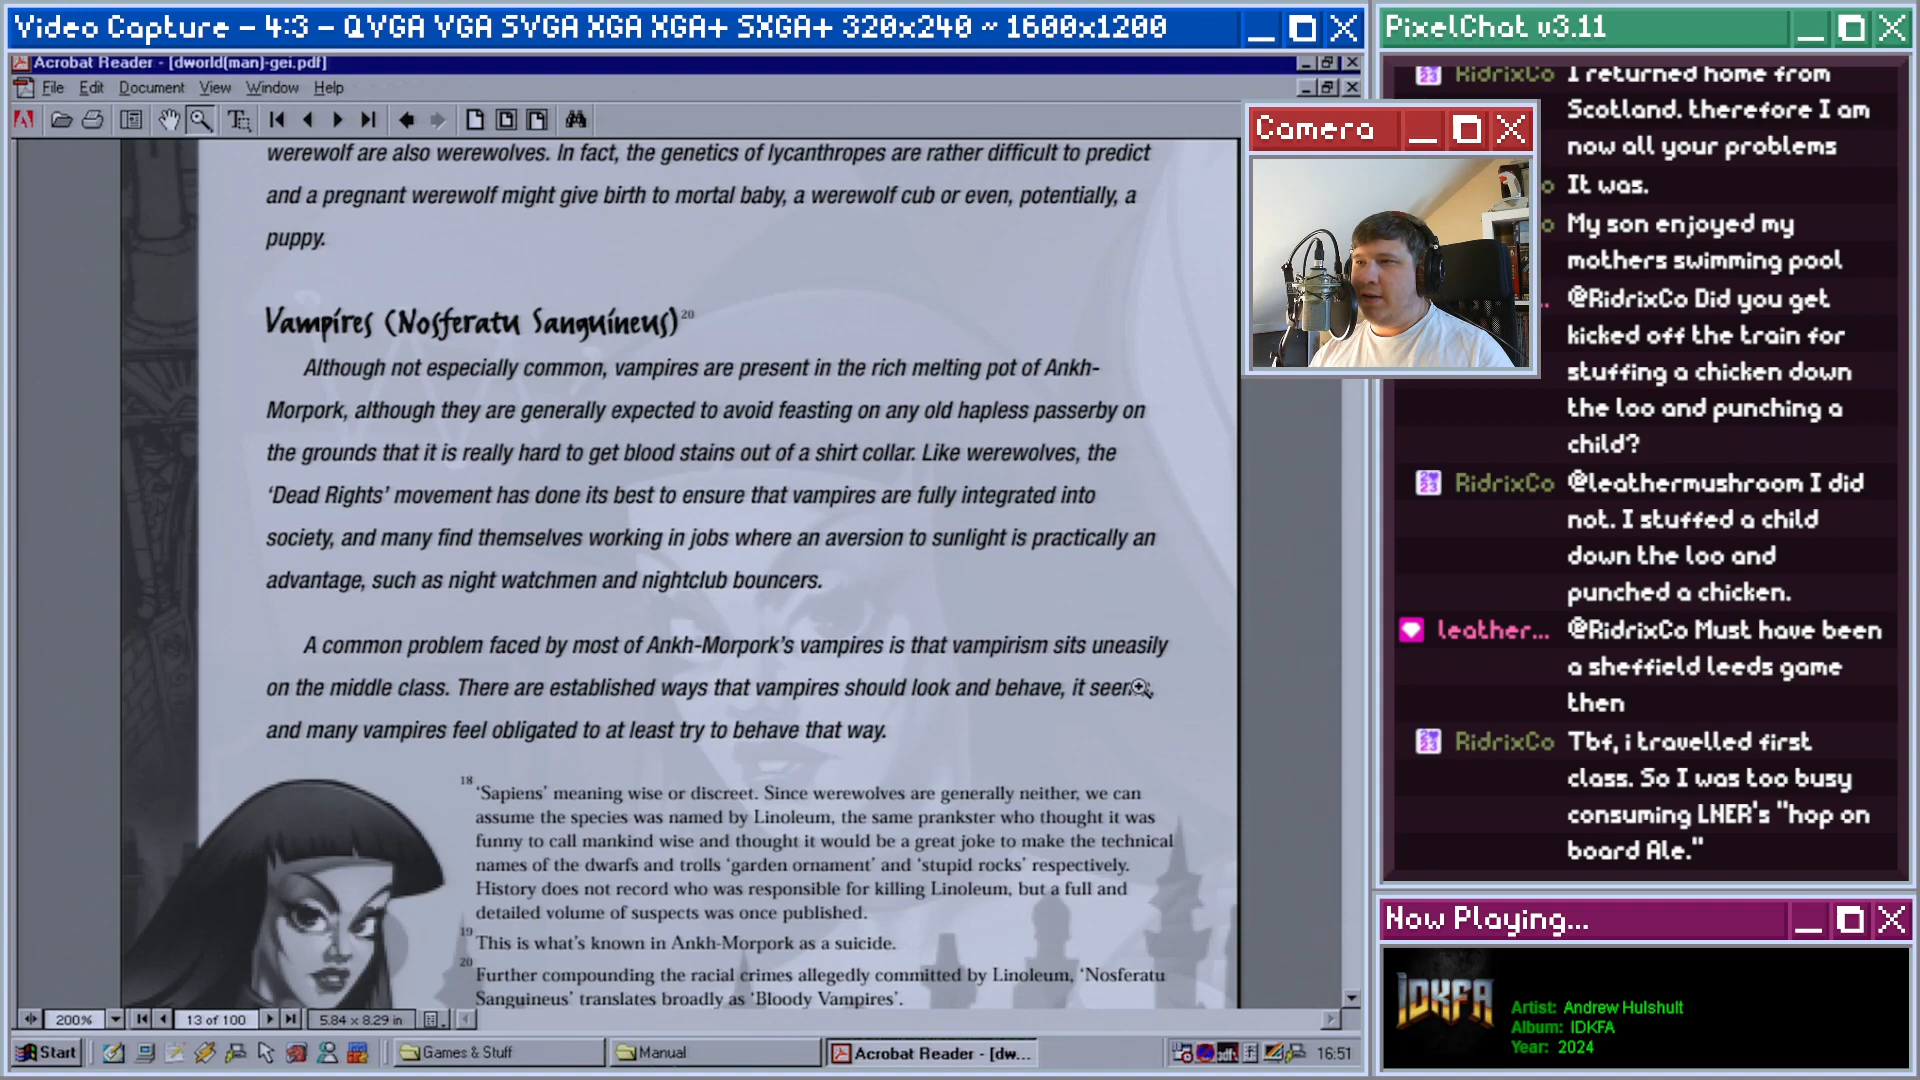 Video Capture - 4:3 - QVGA VGA SVGA XGA XGA+ SXGA+ 320x240 ~ 1600x1200
Acrobat Reader - [dworld(man)-gei.pdf]
File Edit Document View Window Help
werewolf are also werewolves. In fact, the genetics of lycanthropes are rather difficult to predict
and a pregnant werewolf might give birth to mortal baby, a werewolf cub or even, potentially, a
puppy.
Vampires (Nosferatu Sanguineus)20
Although not especially common, vampires are present in the rich melting pot of Ankh-
Morpork, although they are generally expected to avoid feasting on any old hapless passerby on
the grounds that it is really hard to get blood stains out of a shirt collar. Like werewolves, the
‘Dead Rights’ movement has done its best to ensure that vampires are fully integrated into
society, and many find themselves working in jobs where an aversion to sunlight is practically an
advantage, such as night watchmen and nightclub bouncers.
A common problem faced by most of Ankh-Morpork’s vampires is that vampirism sits uneasily
on the middle class. There are established ways that vampires should look and behave, it seems,
and many vampires feel obligated to at least try to behave that way.
18 ‘Sapiens’ meaning wise or discreet. Since werewolves are generally neither, we can
assume the species was named by Linoleum, the same prankster who thought it was
funny to call mankind wise and thought it would be a great joke to make the technical
names of the dwarfs and trolls ‘garden ornament’ and ‘stupid rocks’ respectively.
History does not record who was responsible for killing Linoleum, but a full and
detailed volume of suspects was once published.
19 This is what’s known in Ankh-Morpork as a suicide.
20 Further compounding the racial crimes allegedly committed by Linoleum, ‘Nosferatu
Sanguineus’ translates broadly as ‘Bloody Vampires’.
200% 13 of 100 5.84 x 8.29 in
Start Games & Stuff Manual Acrobat Reader - [dw... 16:51
Camera
PixelChat v3.11
RidrixCo I returned home from
Scotland. therefore I am
now all your problems
o It was.
o My son enjoyed my
mothers swimming pool
... @RidrixCo Did you get
kicked off the train for
stuffing a chicken down
the loo and punching a
child?
RidrixCo @leathermushroom I did
not. I stuffed a child
down the loo and
punched a chicken.
leather... @RidrixCo Must have been
a sheffield leeds game
then
RidrixCo Tbf, i travelled first
class. So I was too busy
consuming LNER's "hop on
board Ale."
Now Playing...
IDKFA
Artist: Andrew Hulshult
Album: IDKFA
Year: 2024